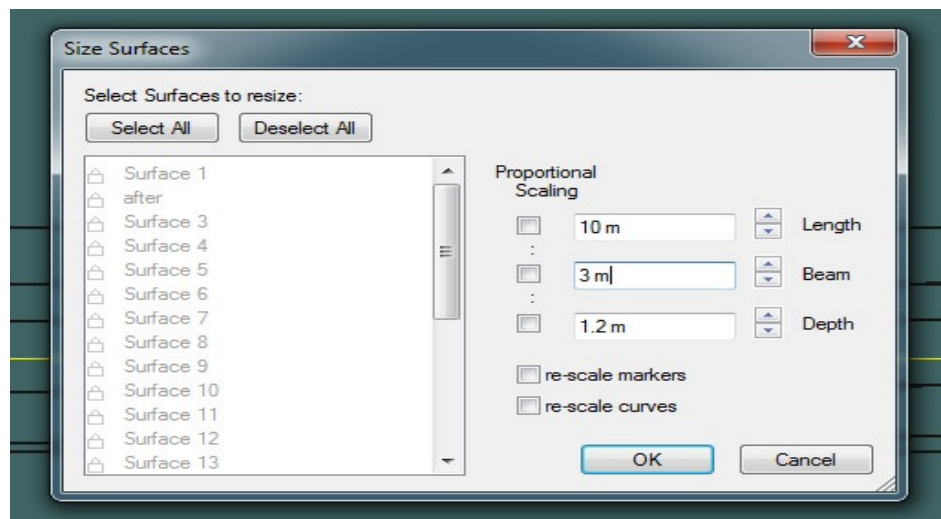 Size Surfaces
Select Surfaces to resize:
Select All Deselect All
Surface 1
after
Surface 3
Surface 4
Surface 5
Surface 6
Surface 7
Surface 8
Surface 9
Surface 10
Surface 11
Surface 12
Surface 13
Proportional
Scaling
10 m Length
:
3 m Beam
:
1.2 m Depth
re-scale markers
re-scale curves
OK Cancel